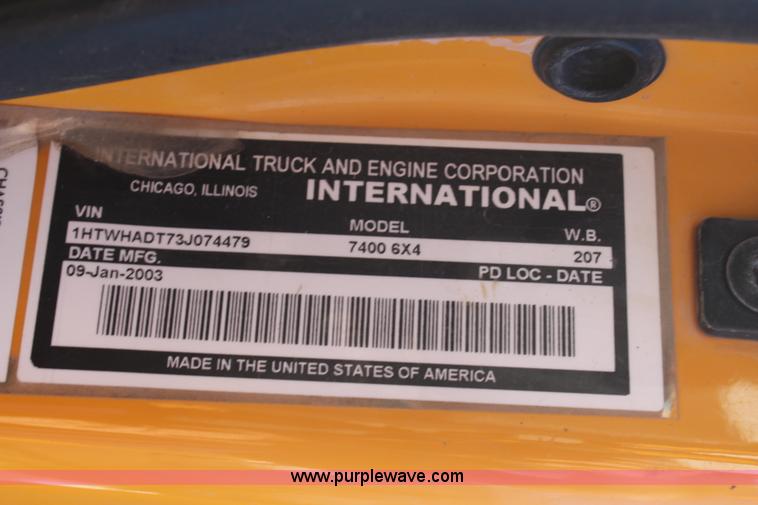 INTERNATIONAL TRUCK AND ENGINE CORPORATION
CHICAGO, ILLINOIS INTERNATIONAL®
VIN MODEL W.B.
1HTWHADT73J074479 7400 6X4 207
DATE MFG. PD LOC - DATE
09-Jan-2003
MADE IN THE UNITED STATES OF AMERICA
www.purplewave.com